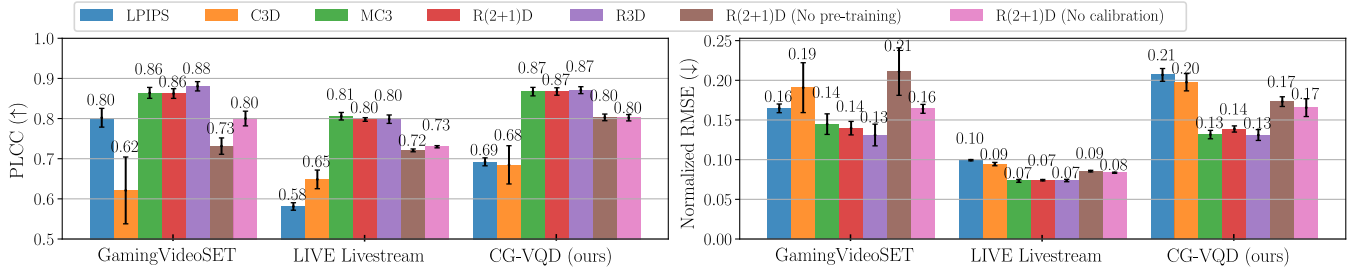 LPIPS C3D MC3 R(2+1)D R3D R(2+1)D (No pre-training) R(2+1)D (No calibration)
PLCC (↑)
1.0
0.9
0.8
0.7
0.6
0.5
0.80 0.62 0.86 0.86 0.88 0.73 0.80
0.58 0.65 0.81 0.80 0.80 0.72 0.73
0.69 0.68 0.87 0.87 0.87 0.80 0.80
GamingVideoSET LIVE Livestream CG-VQD (ours)
Normalized RMSE (↓)
0.25
0.20
0.15
0.10
0.05
0.00
0.16 0.19 0.14 0.14 0.13 0.21 0.16
0.10 0.09 0.07 0.07 0.07 0.09 0.08
0.21 0.20 0.13 0.14 0.13 0.17 0.17
GamingVideoSET LIVE Livestream CG-VQD (ours)